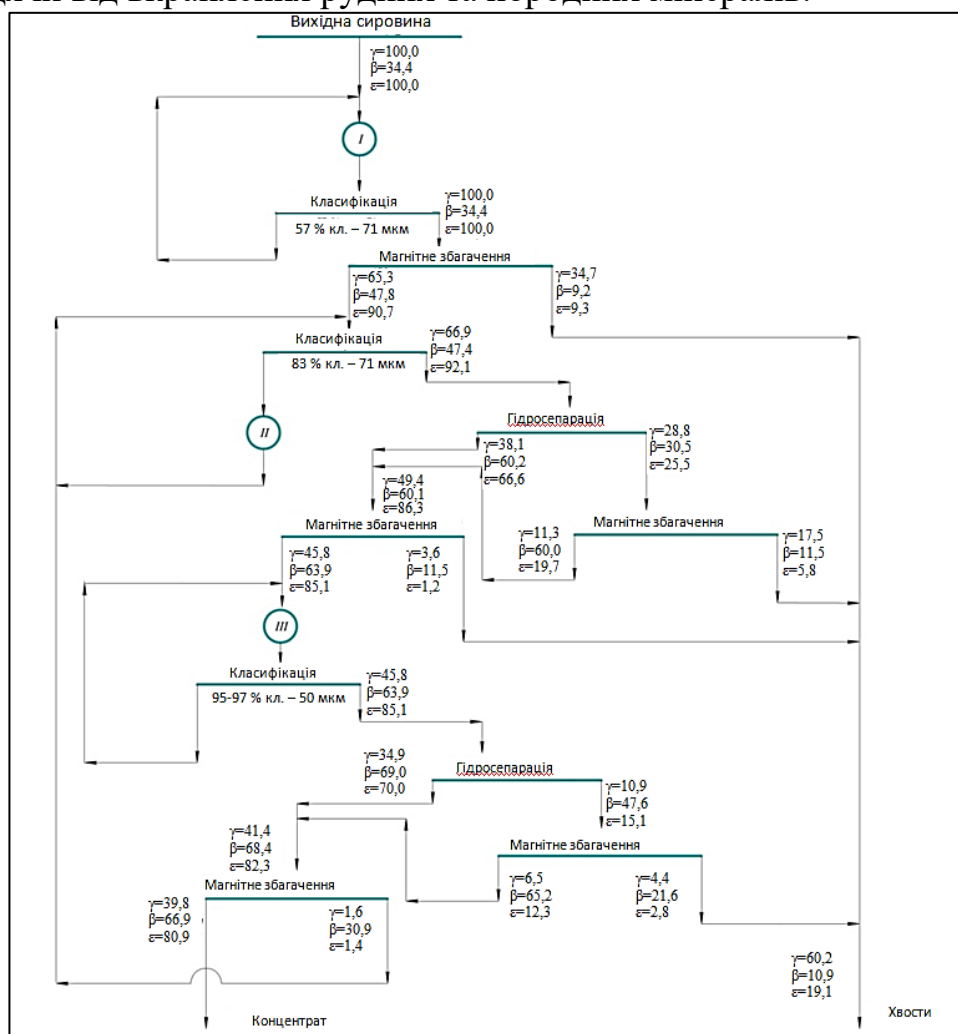 від вкраплення рудних та породних мінералів.
Вихідна сировина
γ=100,0
β=34,4
ε=100,0
I
Класифікація
57 % кл. – 71 мкм
γ=100,0
β=34,4
ε=100,0
Магнітне збагачення
γ=65,3
β=47,8
ε=90,7
γ=34,7
β=9,2
ε=9,3
Класифікація
83 % кл. – 71 мкм
γ=66,9
β=47,4
ε=92,1
II
Гідросепарація
γ=38,1
β=60,2
ε=66,6
γ=28,8
β=30,5
ε=25,5
γ=49,4
β=60,1
ε=86,3
Магнітне збагачення
γ=11,3
β=60,0
ε=19,7
γ=17,5
β=11,5
ε=5,8
Магнітне збагачення
γ=45,8
β=63,9
ε=85,1
γ=3,6
β=11,5
ε=1,2
III
Класифікація
95-97 % кл. – 50 мкм
γ=45,8
β=63,9
ε=85,1
Гідросепарація
γ=34,9
β=69,0
ε=70,0
γ=10,9
β=47,6
ε=15,1
Магнітне збагачення
γ=6,5
β=65,2
ε=12,3
γ=4,4
β=21,6
ε=2,8
γ=41,4
β=68,4
ε=82,3
Магнітне збагачення
γ=39,8
β=66,9
ε=80,9
γ=1,6
β=30,9
ε=1,4
γ=60,2
β=10,9
ε=19,1
Концентрат
Хвости